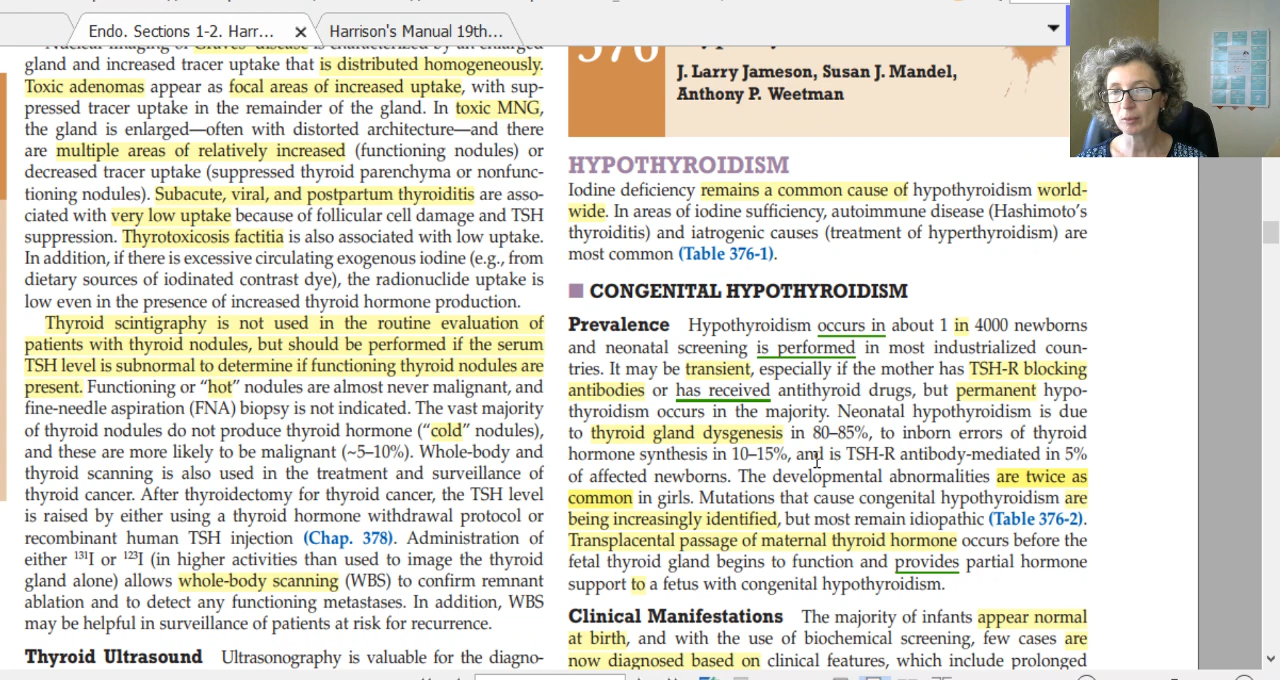 Endo. Sections 1-2. Harr...
Harrison's Manual 19th...
Nuclear imaging of Graves' disease is characterized by an enlarged
gland and increased tracer uptake that is distributed homogeneously.
Toxic adenomas appear as focal areas of increased uptake, with sup-
pressed tracer uptake in the remainder of the gland. In toxic MNG,
the gland is enlarged—often with distorted architecture—and there
are multiple areas of relatively increased (functioning nodules) or
decreased tracer uptake (suppressed thyroid parenchyma or nonfunc-
tioning nodules). Subacute, viral, and postpartum thyroiditis are asso-
ciated with very low uptake because of follicular cell damage and TSH
suppression. Thyrotoxicosis factitia is also associated with low uptake.
In addition, if there is excessive circulating exogenous iodine (e.g., from
dietary sources of iodinated contrast dye), the radionuclide uptake is
low even in the presence of increased thyroid hormone production.
Thyroid scintigraphy is not used in the routine evaluation of
patients with thyroid nodules, but should be performed if the serum
TSH level is subnormal to determine if functioning thyroid nodules are
present. Functioning or “hot” nodules are almost never malignant, and
fine-needle aspiration (FNA) biopsy is not indicated. The vast majority
of thyroid nodules do not produce thyroid hormone (“cold” nodules),
and these are more likely to be malignant (~5–10%). Whole-body and
thyroid scanning is also used in the treatment and surveillance of
thyroid cancer. After thyroidectomy for thyroid cancer, the TSH level
is raised by either using a thyroid hormone withdrawal protocol or
recombinant human TSH injection (Chap. 378). Administration of
either ¹³¹I or ¹²³I (in higher activities than used to image the thyroid
gland alone) allows whole-body scanning (WBS) to confirm remnant
ablation and to detect any functioning metastases. In addition, WBS
may be helpful in surveillance of patients at risk for recurrence.
Thyroid Ultrasound Ultrasonography is valuable for the diagno-
376
J. Larry Jameson, Susan J. Mandel,
Anthony P. Weetman
HYPOTHYROIDISM
Iodine deficiency remains a common cause of hypothyroidism world-
wide. In areas of iodine sufficiency, autoimmune disease (Hashimoto's
thyroiditis) and iatrogenic causes (treatment of hyperthyroidism) are
most common (Table 376-1).
CONGENITAL HYPOTHYROIDISM
Prevalence Hypothyroidism occurs in about 1 in 4000 newborns
and neonatal screening is performed in most industrialized coun-
tries. It may be transient, especially if the mother has TSH-R blocking
antibodies or has received antithyroid drugs, but permanent hypo-
thyroidism occurs in the majority. Neonatal hypothyroidism is due
to thyroid gland dysgenesis in 80–85%, to inborn errors of thyroid
hormone synthesis in 10–15%, and is TSH-R antibody-mediated in 5%
of affected newborns. The developmental abnormalities are twice as
common in girls. Mutations that cause congenital hypothyroidism are
being increasingly identified, but most remain idiopathic (Table 376-2).
Transplacental passage of maternal thyroid hormone occurs before the
fetal thyroid gland begins to function and provides partial hormone
support to a fetus with congenital hypothyroidism.
Clinical Manifestations The majority of infants appear normal
at birth, and with the use of biochemical screening, few cases are
now diagnosed based on clinical features, which include prolonged